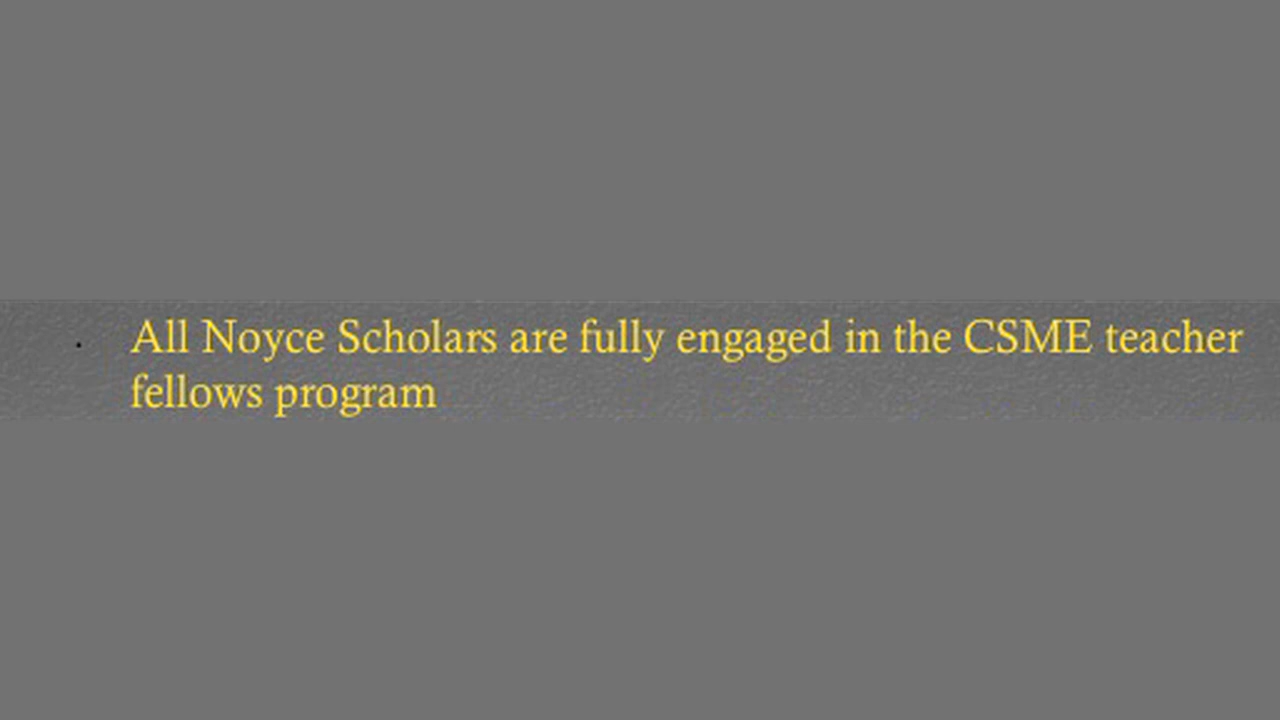 · All Noyce Scholars are fully engaged in the CSME teacher
fellows program